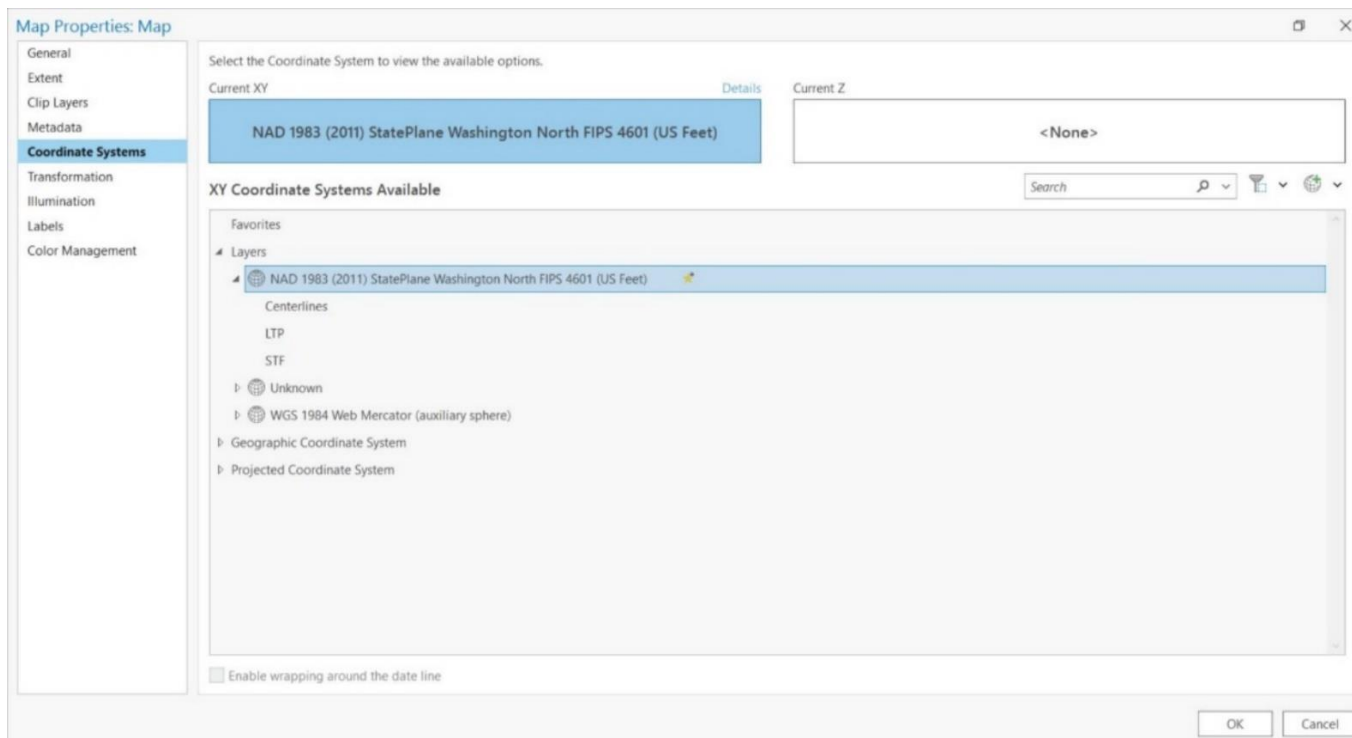 Map Properties: Map
General
Extent
Clip Layers
Metadata
Coordinate Systems
Transformation
Illumination
Labels
Color Management
Select the Coordinate System to view the available options.
Current XY
Details
NAD 1983 (2011) StatePlane Washington North FIPS 4601 (US Feet)
Current Z
<None>
XY Coordinate Systems Available
Search
Favorites
Layers
NAD 1983 (2011) StatePlane Washington North FIPS 4601 (US Feet)
Centerlines
LTP
STF
Unknown
WGS 1984 Web Mercator (auxiliary sphere)
Geographic Coordinate System
Projected Coordinate System
Enable wrapping around the date line
OK
Cancel